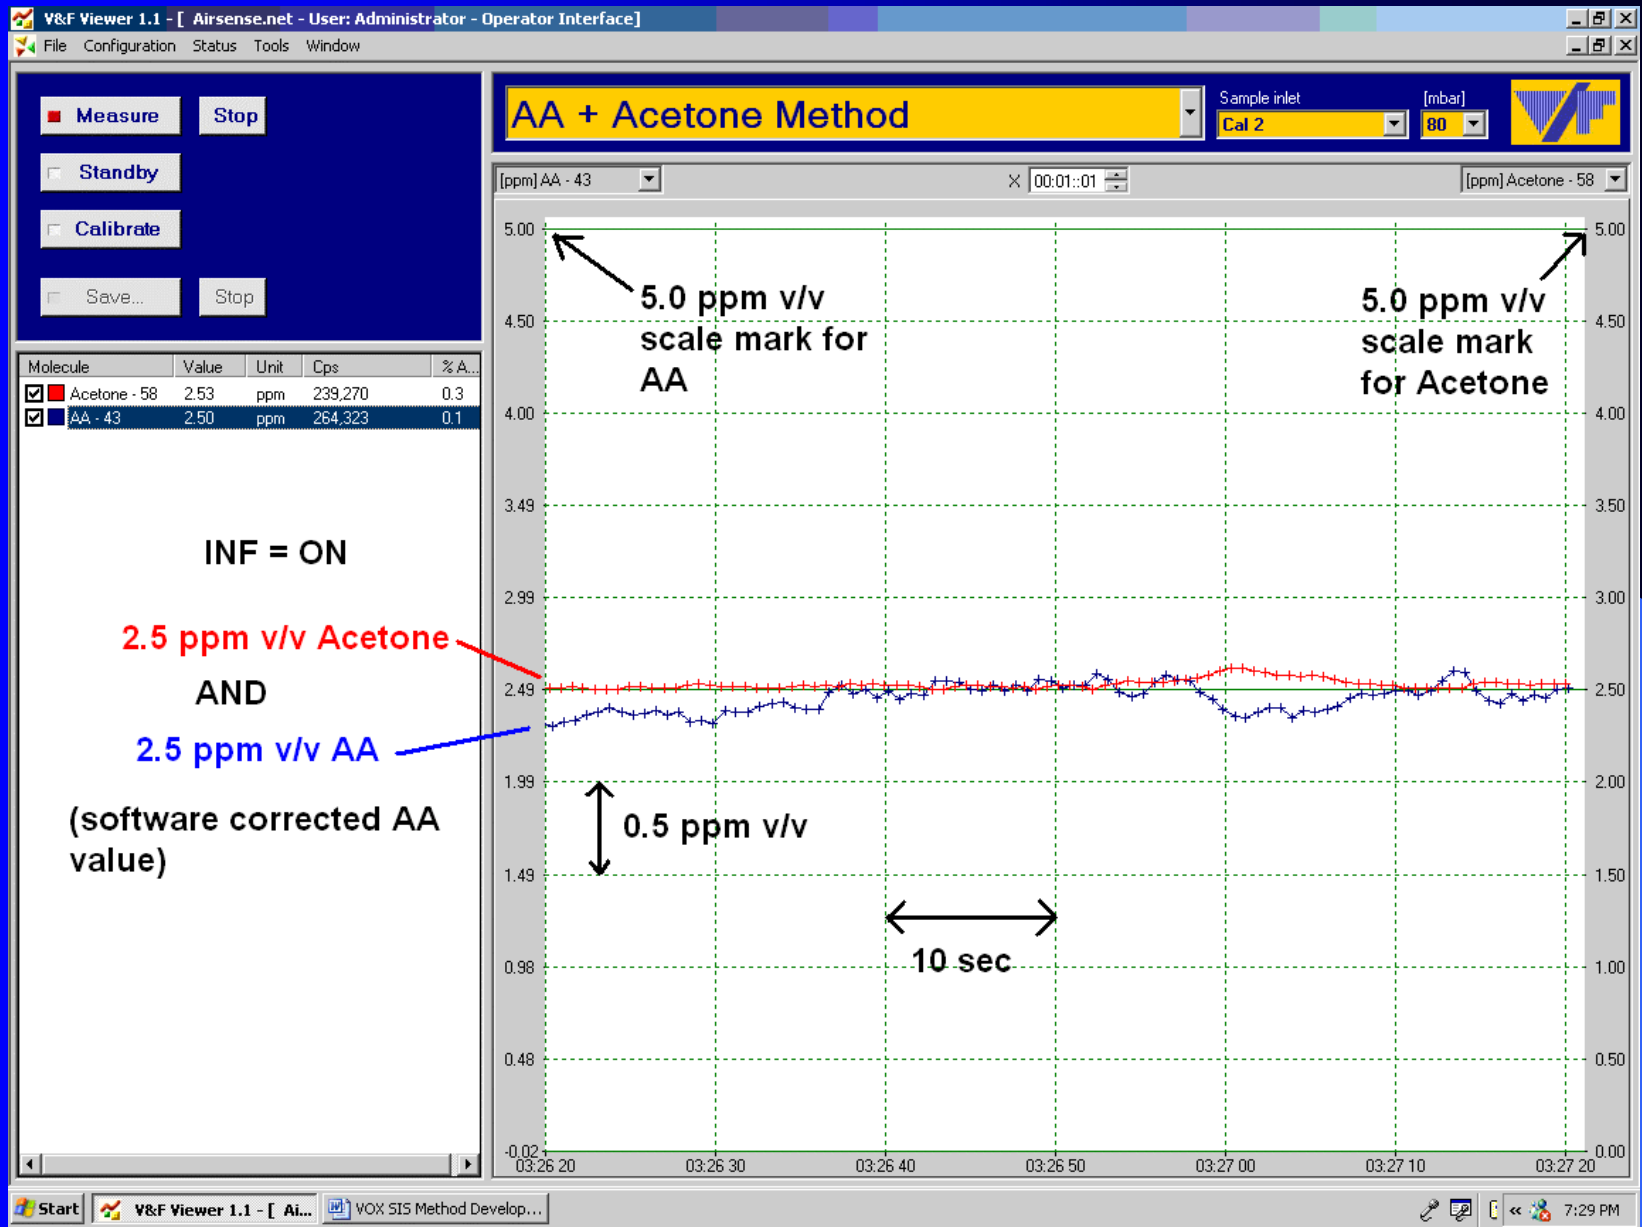 V&F Viewer 1.1 - [ Airsense.net - User: Administrator - Operator Interface]
File Configuration Status Tools Window
Measure Stop
Standby
Calibrate
Save... Stop
AA + Acetone Method
Sample inlet [mbar]
Cal 2 80
[ppm] AA - 43 X 00:01::01 [ppm] Acetone - 58
Molecule Value Unit Cps % A...
Acetone - 58 2.53 ppm 239,270 0.3
AA - 43 2.50 ppm 264,323 0.1
INF = ON
2.5 ppm v/v Acetone
AND
2.5 ppm v/v AA
(software corrected AA
value)
5.00
4.50
4.00
3.49
2.99
2.49
1.99
1.49
0.98
0.48
-0.02
5.0 ppm v/v
scale mark for
AA
5.0 ppm v/v
scale mark
for Acetone
0.5 ppm v/v
10 sec
5.00
4.50
4.00
3.50
3.00
2.50
2.00
1.50
1.00
0.50
0.00
03:26 20 03:26 30 03:26 40 03:26 50 03:27 00 03:27 10 03:27 20
Start V&F Viewer 1.1 - [ Ai... VOX SIS Method Develop... « 7:29 PM